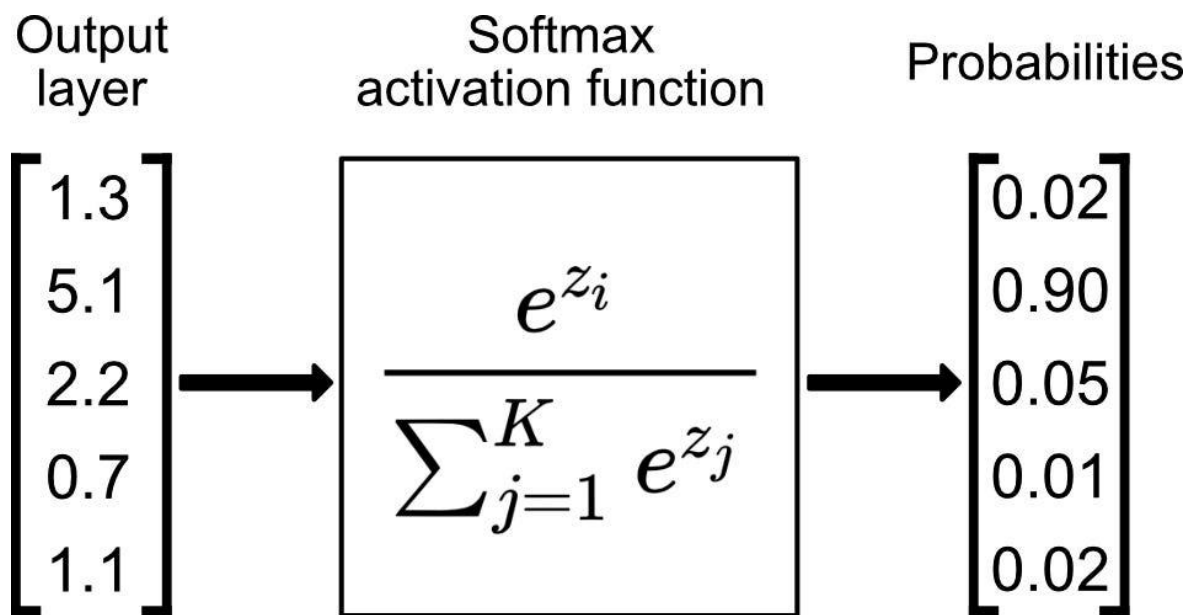 Output
layer
Softmax
activation function
Probabilities
1.3
5.1
2.2
0.7
1.1
e^{z_i}
∑_{j=1}^{K} e^{z_j}
0.02
0.90
0.05
0.01
0.02